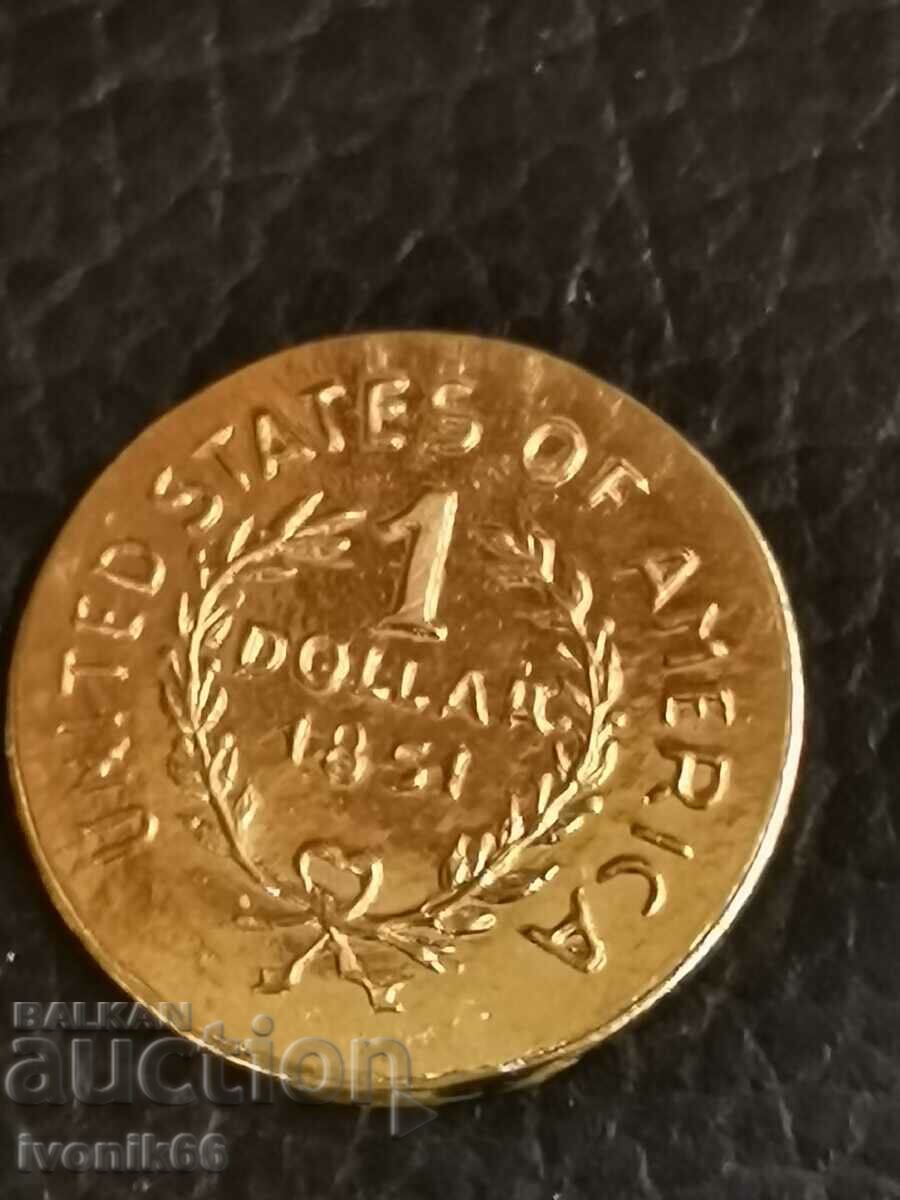 UNITED STATES OF AMERICA
1
DOLLAR
1851
BALKAN
auction
ivonik66